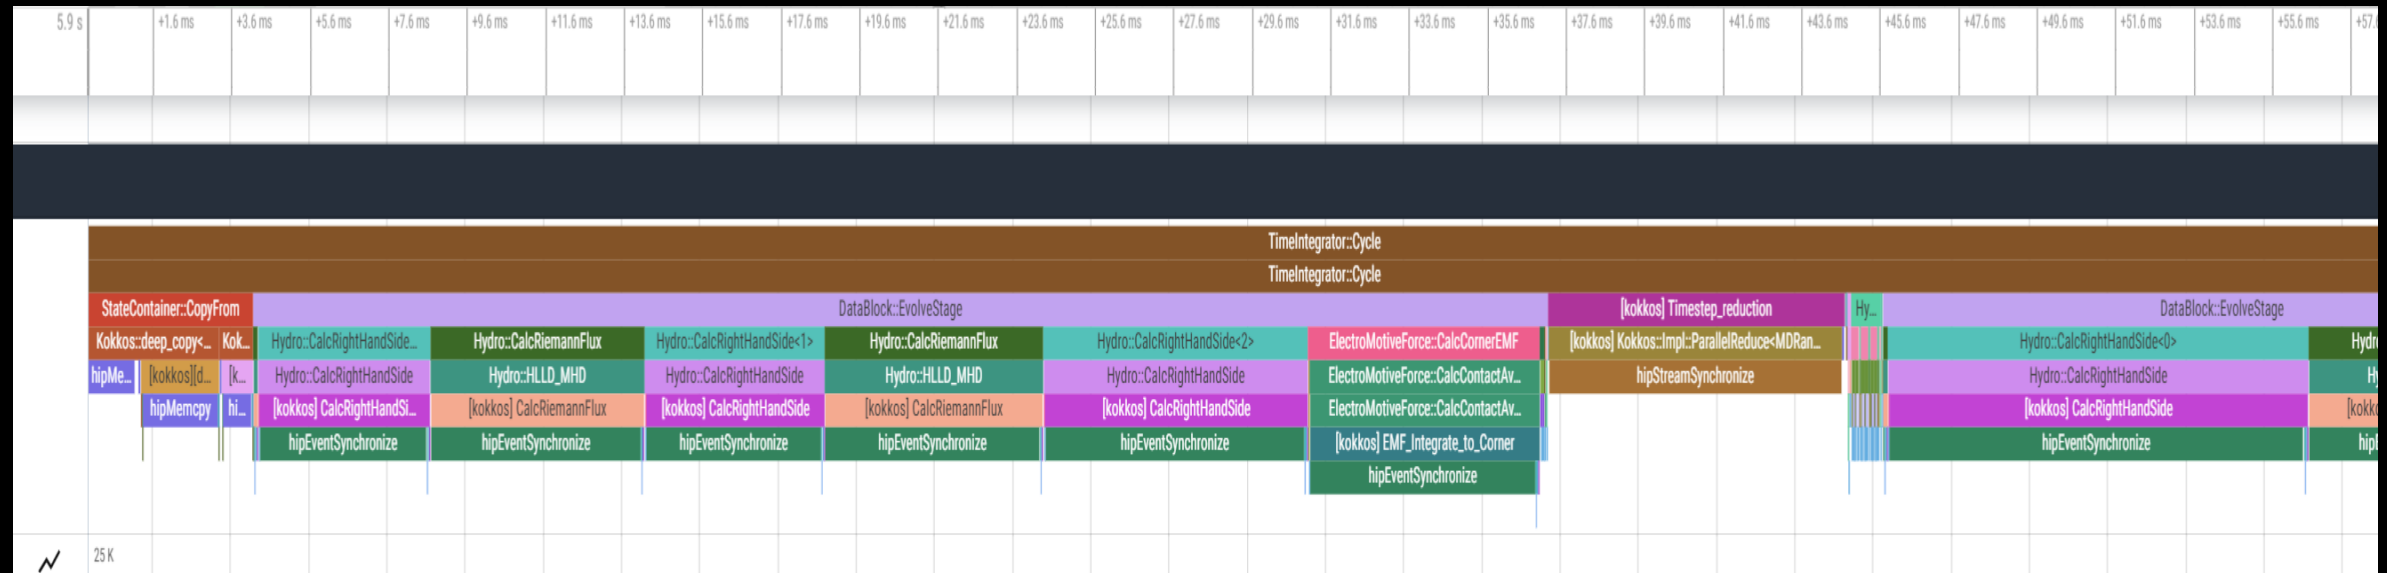 5.9 s +1.6 ms +3.6 ms +5.6 ms +7.6 ms +9.6 ms +11.6 ms +13.6 ms +15.6 ms +17.6 ms +19.6 ms +21.6 ms +23.6 ms +25.6 ms +27.6 ms +29.6 ms +31.6 ms +33.6 ms +35.6 ms +37.6 ms +39.6 ms +41.6 ms +43.6 ms +45.6 ms +47.6 ms +49.6 ms +51.6 ms +53.6 ms +55.6 ms +57.
TimeIntegrator::Cycle
TimeIntegrator::Cycle
StateContainer::CopyFrom DataBlock::EvolveStage [kokkos] Timestep_reduction Hy... DataBlock::EvolveStage
Kokkos::deep_copy<... Kok... Hydro::CalcRightHandSide... Hydro::CalcRiemannFlux Hydro::CalcRightHandSide<1> Hydro::CalcRiemannFlux Hydro::CalcRightHandSide<2> ElectroMotiveForce::CalcCornerEMF [kokkos] Kokkos::Impl::ParallelReduce<MDRan... Hydro::CalcRightHandSide<0> Hydr
hipMe... [kokkos][d... [k... Hydro::CalcRightHandSide Hydro::HLLD_MHD Hydro::CalcRightHandSide Hydro::HLLD_MHD Hydro::CalcRightHandSide ElectroMotiveForce::CalcContactAv... hipStreamSynchronize Hydro::CalcRightHandSide Hy
hipMemcpy hi... [kokkos] CalcRightHandSi... [kokkos] CalcRiemannFlux [kokkos] CalcRightHandSide [kokkos] CalcRiemannFlux [kokkos] CalcRightHandSide ElectroMotiveForce::CalcContactAv... [kokkos] CalcRightHandSide [kokk
hipEventSynchronize hipEventSynchronize hipEventSynchronize hipEventSynchronize hipEventSynchronize [kokkos] EMF_Integrate_to_Corner hipEventSynchronize hipE
hipEventSynchronize
25 K